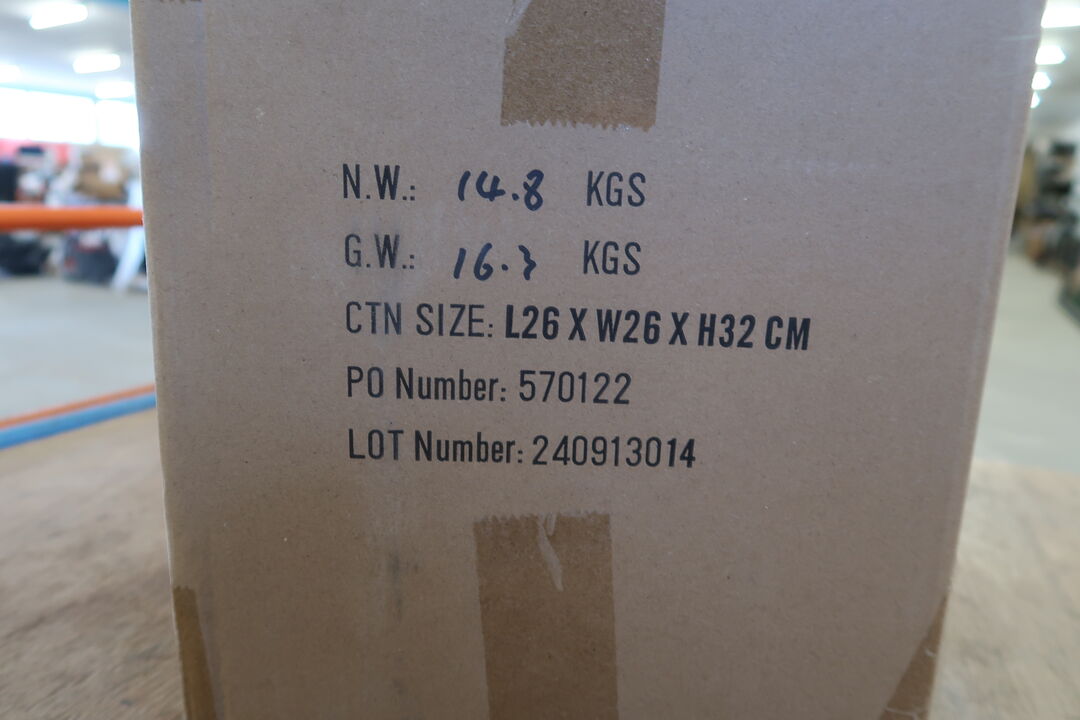 N.W.: 14.8 KGS
G.W.: 16.3 KGS
CTN SIZE: L26 X W26 X H32 CM
PO Number: 570122
LOT Number: 240913014